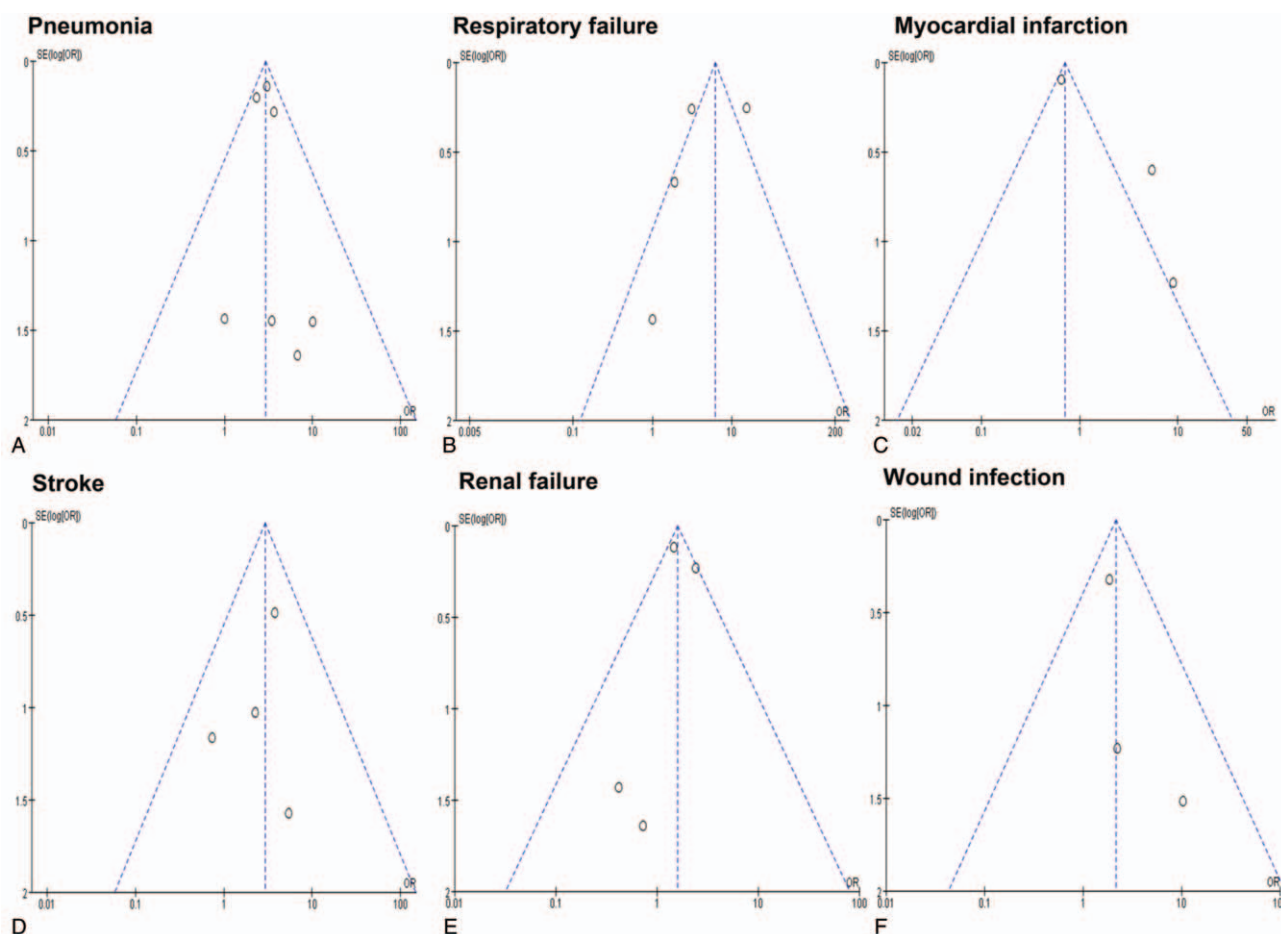 Pneumonia
SE(log[OR])
0
0.5
1
1.5
2
0.01 0.1 1 10 100
OR
A
Respiratory failure
SE(log[OR])
0
0.5
1
1.5
2
0.005 0.1 1 10 200
OR
B
Myocardial infarction
SE(log[OR])
0
0.5
1
1.5
2
0.02 0.1 1 10 50
OR
C
Stroke
SE(log[OR])
0
0.5
1
1.5
2
0.01 0.1 1 10 100
OR
D
Renal failure
SE(log[OR])
0
0.5
1
1.5
2
0.01 0.1 1 10 100
OR
E
Wound infection
SE(log[OR])
0
0.5
1
1.5
2
0.01 0.1 1 10
OR
F